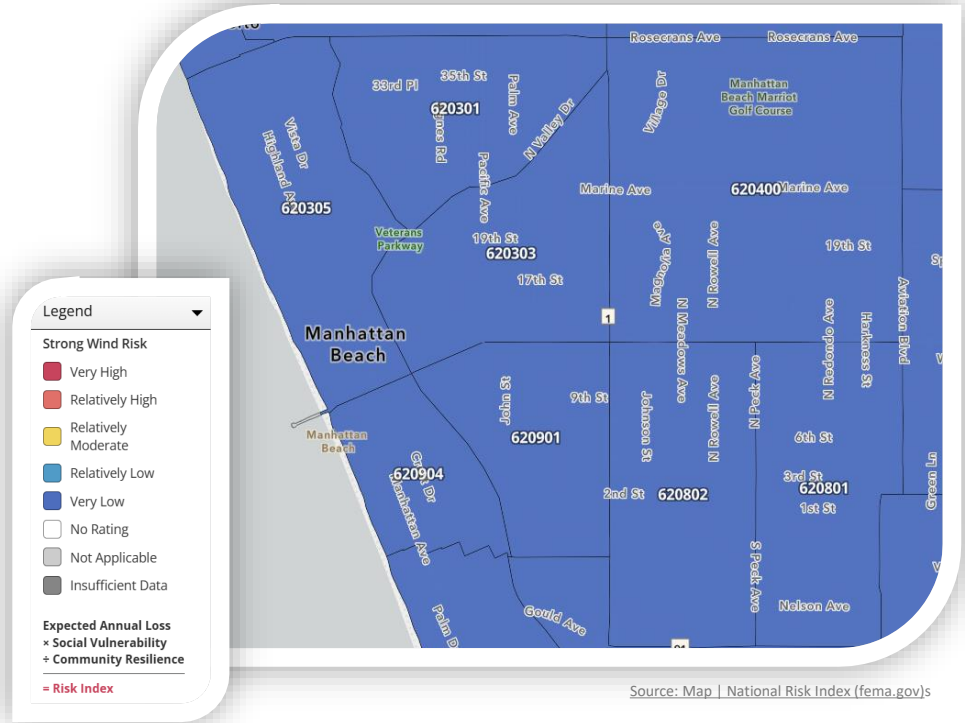 Rosecrans Ave
Rosecrans Ave
33rd Pl
35th St
Palm Ave
N Valley Dr
Village Dr
Manhattan
Beach Marriot
Golf Course
620301
Vista Dr
Highland
620305
Pacific Ave
Marine Ave
620400
Marine Ave
Veterans
Parkway
19th St
620303
17th St
Magnolia Ave
N Rowell Ave
19th St
1
Manhattan
Beach
N Meadows Ave
N Redondo Ave
Harkness St
Aviation Blvd
John St
9th St
Johnson St
N Rowell Ave
N Peck Ave
620901
6th St
Manhattan
Beach
620904
Manhattan Ave
2nd St
620802
3rd St
620801
1st St
Green Ln
S Peck Ave
Gould Ave
Nelson Ave
Palm D
Legend
Strong Wind Risk
Very High
Relatively High
Relatively
Moderate
Relatively Low
Very Low
No Rating
Not Applicable
Insufficient Data
Expected Annual Loss
× Social Vulnerability
÷ Community Resilience
= Risk Index
Source: Map | National Risk Index (fema.gov)s